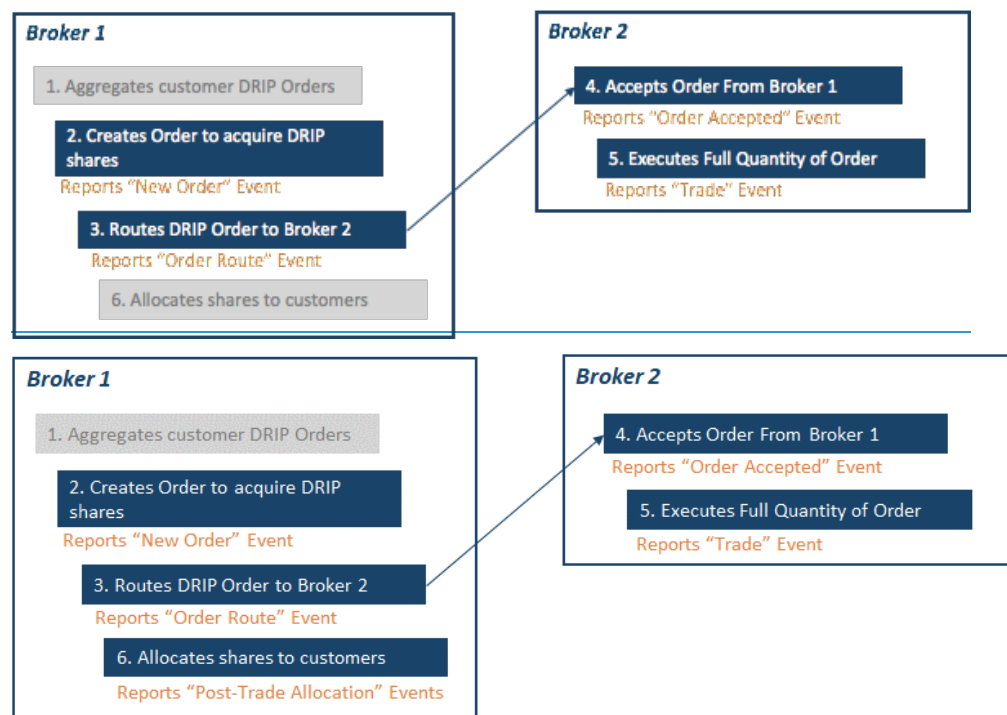 Broker 1
1. Aggregates customer DRIP Orders
2. Creates Order to acquire DRIP
shares
Reports "New Order" Event
3. Routes DRIP Order to Broker 2
Reports "Order Route" Event
6. Allocates shares to customers
Broker 2
4. Accepts Order From Broker 1
Reports "Order Accepted" Event
5. Executes Full Quantity of Order
Reports "Trade" Event
Broker 1
1. Aggregates customer DRIP Orders
2. Creates Order to acquire DRIP
shares
Reports “New Order” Event
3. Routes DRIP Order to Broker 2
Reports “Order Route” Event
6. Allocates shares to customers
Reports “Post-Trade Allocation” Events
Broker 2
4. Accepts Order From Broker 1
Reports “Order Accepted” Event
5. Executes Full Quantity of Order
Reports “Trade” Event